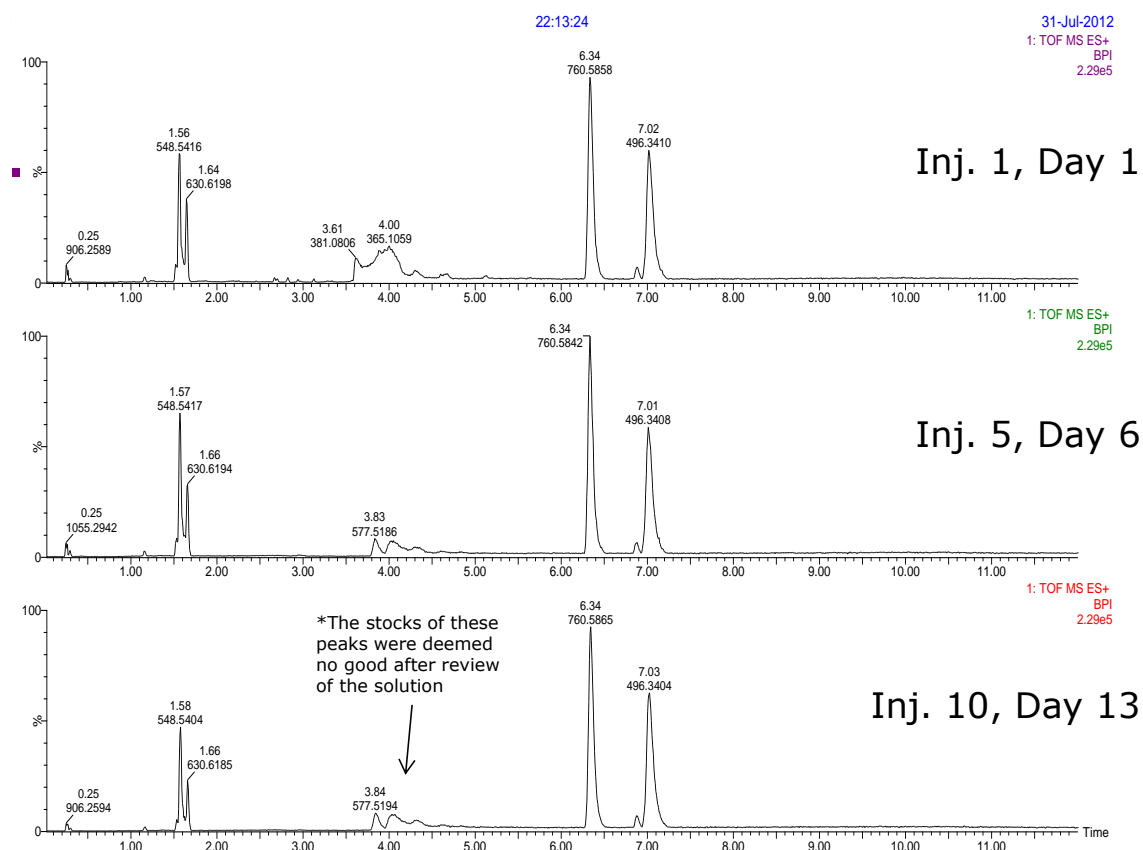 22:13:24 31-Jul-2012
1: TOF MS ES+
BPI
2.29e5
100
%
0
0.25
906.2589
1.56
548.5416
1.64
630.6198
3.61
381.0806
4.00
365.1059
6.34
760.5858
7.02
496.3410
Inj. 1, Day 1
1.00 2.00 3.00 4.00 5.00 6.00 7.00 8.00 9.00 10.00 11.00
1: TOF MS ES+
BPI
2.29e5
100
%
0
0.25
1055.2942
1.57
548.5417
1.66
630.6194
3.83
577.5186
6.34
760.5842
7.01
496.3408
Inj. 5, Day 6
1.00 2.00 3.00 4.00 5.00 6.00 7.00 8.00 9.00 10.00 11.00
1: TOF MS ES+
BPI
2.29e5
100
%
0
0.25
906.2594
1.58
548.5404
1.66
630.6185
*The stocks of these
peaks were deemed
no good after review
of the solution
3.84
577.5194
6.34
760.5865
7.03
496.3404
Inj. 10, Day 13
Time
1.00 2.00 3.00 4.00 5.00 6.00 7.00 8.00 9.00 10.00 11.00